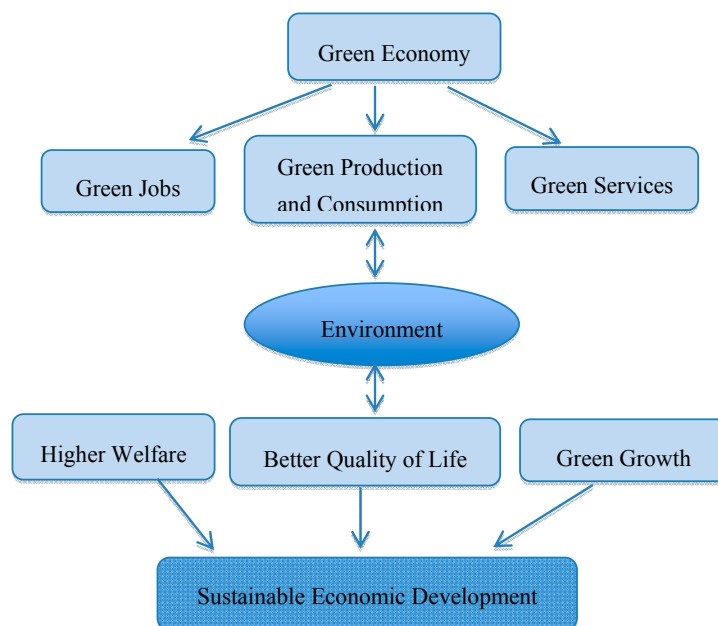 Green Economy
Green Jobs
Green Production
and Consumption
Green Services
Environment
Higher Welfare
Better Quality of Life
Green Growth
Sustainable Economic Development